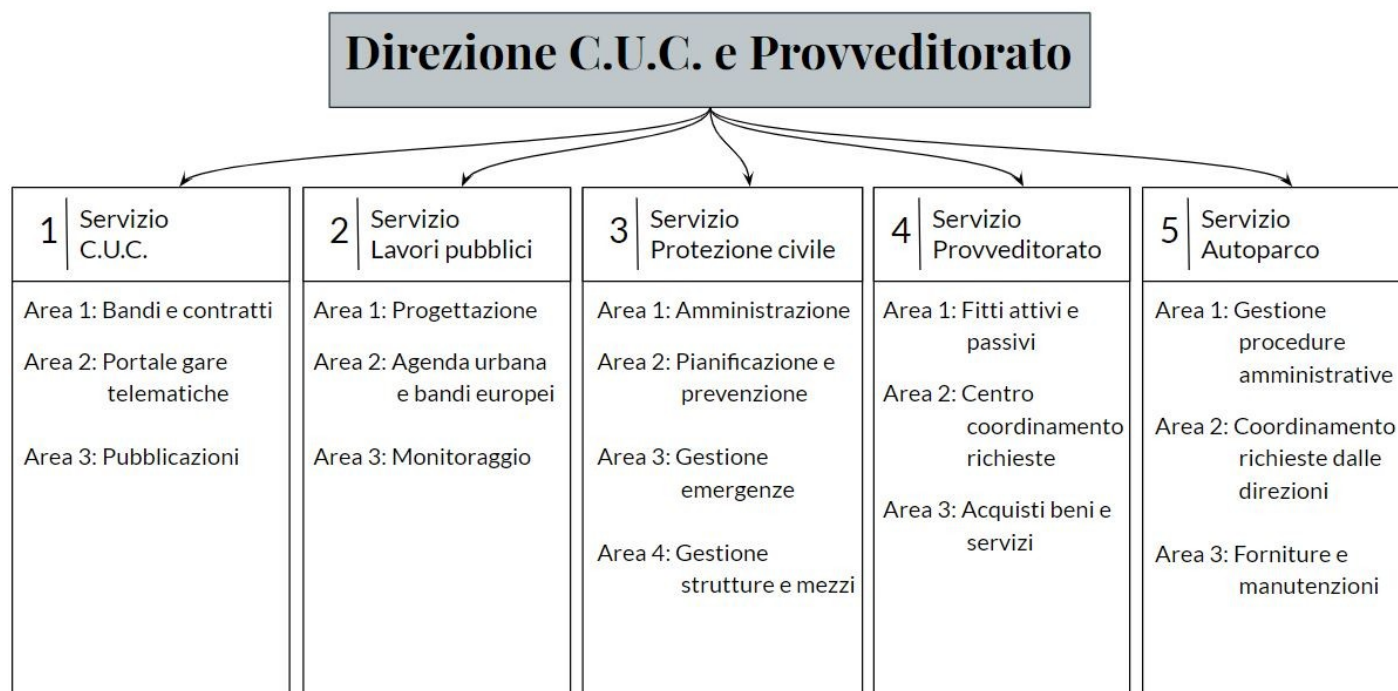 Direzione C.U.C. e Provveditorato
1
Servizio
C.U.C.
Area 1: Bandi e contratti
Area 2: Portale gare
telematiche
Area 3: Pubblicazioni
2
Servizio
Lavori pubblici
Area 1: Progettazione
Area 2: Agenda urbana
e bandi europei
Area 3: Monitoraggio
3
Servizio
Protezione civile
Area 1: Amministrazione
Area 2: Pianificazione e
prevenzione
Area 3: Gestione
emergenze
Area 4: Gestione
strutture e mezzi
4
Servizio
Provveditorato
Area 1: Fitti attivi e
passivi
Area 2: Centro
coordinamento
richieste
Area 3: Acquisti beni e
servizi
5
Servizio
Autoparco
Area 1: Gestione
procedure
amministrative
Area 2: Coordinamento
richieste dalle
direzioni
Area 3: Forniture e
manutenzioni